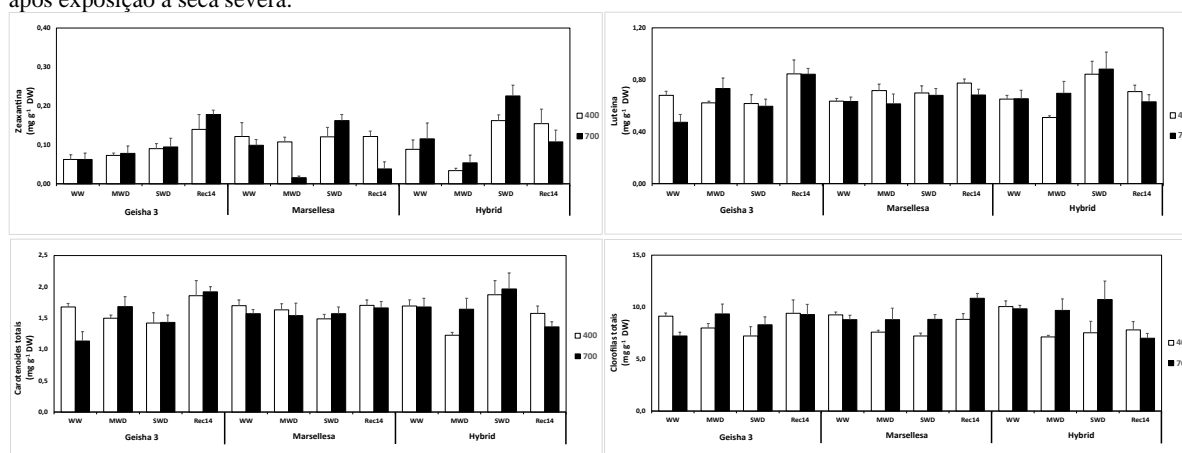 após exposição à seca severa.
Zeaxantina
(mg g-1 DW)
0,40
0,30
0,20
0,10
0,00
WW MWD SWD Rec14 WW MWD SWD Rec14 WW MWD SWD Rec14
Geisha 3 Marsellesa Hybrid
400
700
Luteína
(mg g-1 DW)
1,20
0,80
0,40
0,00
WW MWD SWD Rec14 WW MWD SWD Rec14 WW MWD SWD Rec14
Geisha 3 Marsellesa Hybrid
Carotenoides totais
(mg g-1 DW)
2,5
2,0
1,5
1,0
0,5
0,0
WW MWD SWD Rec14 WW MWD SWD Rec14 WW MWD SWD Rec14
Geisha 3 Marsellesa Hybrid
400
700
Clorofilas totais
(mg g-1 DW)
15,0
10,0
5,0
0,0
WW MWD SWD Rec14 WW MWD SWD Rec14 WW MWD SWD Rec14
Geisha 3 Marsellesa Hybrid